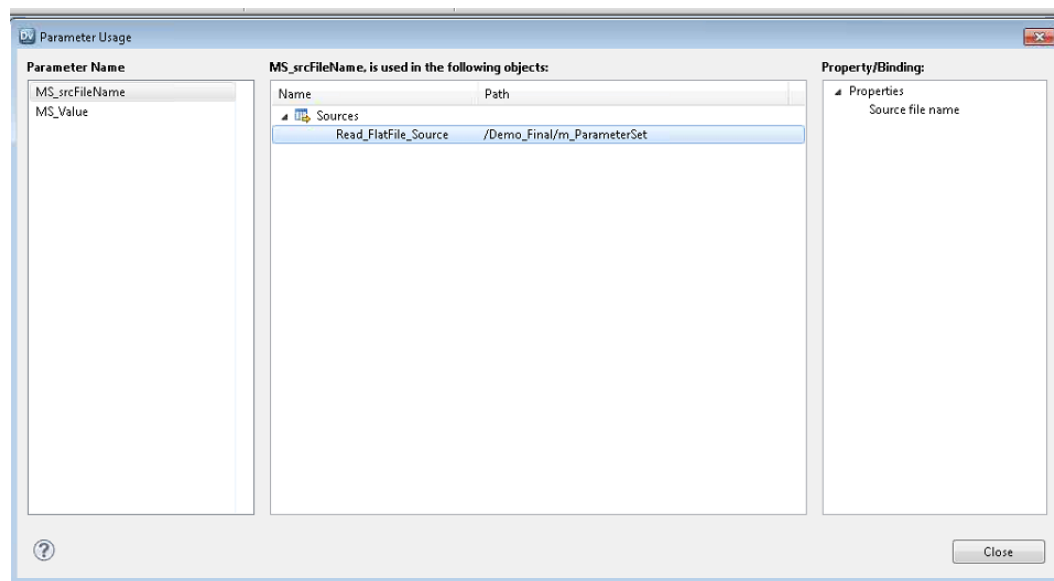 DV Parameter Usage
Parameter Name
MS_srcFileName
MS_Value
MS_srcFileName, is used in the following objects:
Name Path
Sources
Read_FlatFile_Source /Demo_Final/m_ParameterSet
Property/Binding:
Properties
Source file name
?
Close